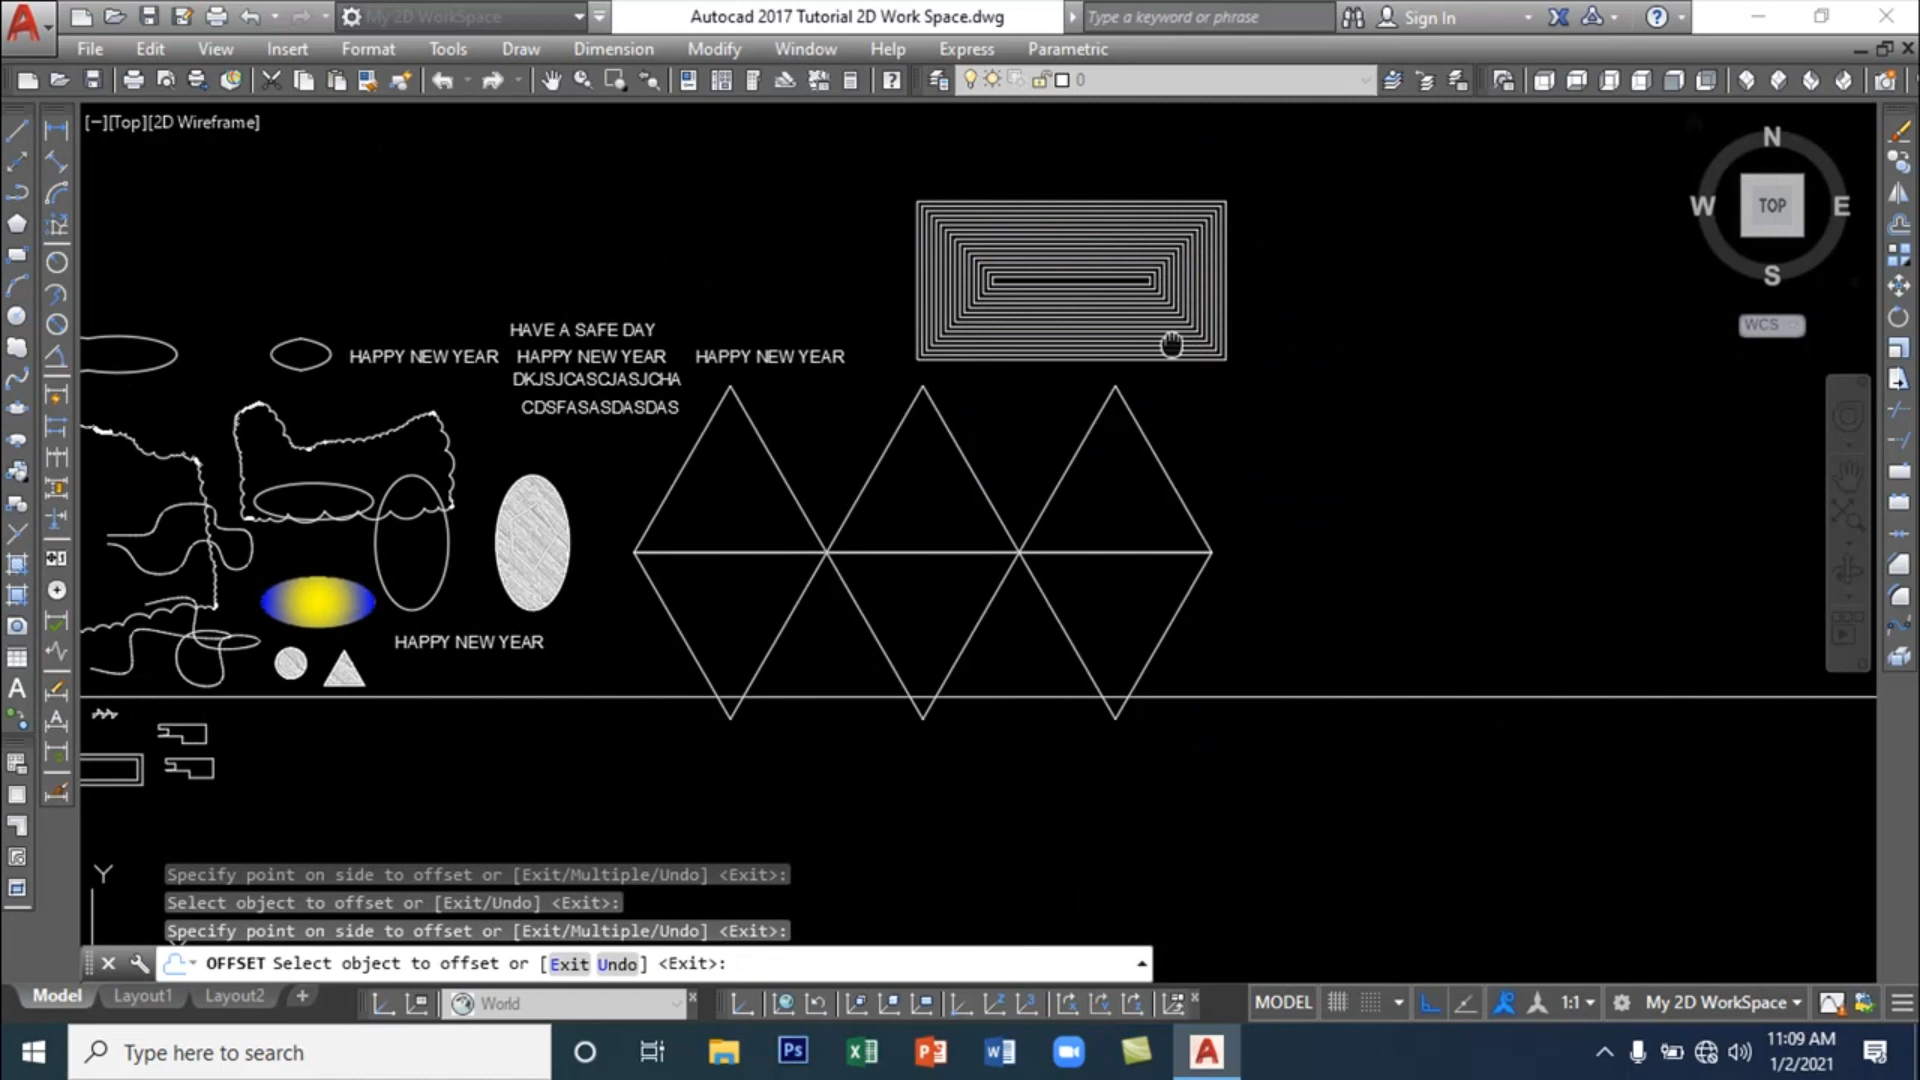 My 2D WorkSpace
Autocad 2017 Tutorial 2D Work Space.dwg
Type a keyword or phrase
Sign In
File Edit View Insert Format Tools Draw Dimension Modify Window Help Express Parametric
0
[−][Top][2D Wireframe]
N
W TOP E
S
WCS
HAVE A SAFE DAY
HAPPY NEW YEAR HAPPY NEW YEAR HAPPY NEW YEAR
DKJSJCASCJASJCHA
CDSFASASDASDAS
HAPPY NEW YEAR
Y
Specify point on side to offset or [Exit/Multiple/Undo] <Exit>:
Select object to offset or [Exit/Undo] <Exit>:
Specify point on side to offset or [Exit/Multiple/Undo] <Exit>:
OFFSET Select object to offset or [Exit Undo] <Exit>:
Model Layout1 Layout2 +
World
MODEL 1:1 My 2D WorkSpace
Type here to search
Ps
11:09 AM
1/2/2021